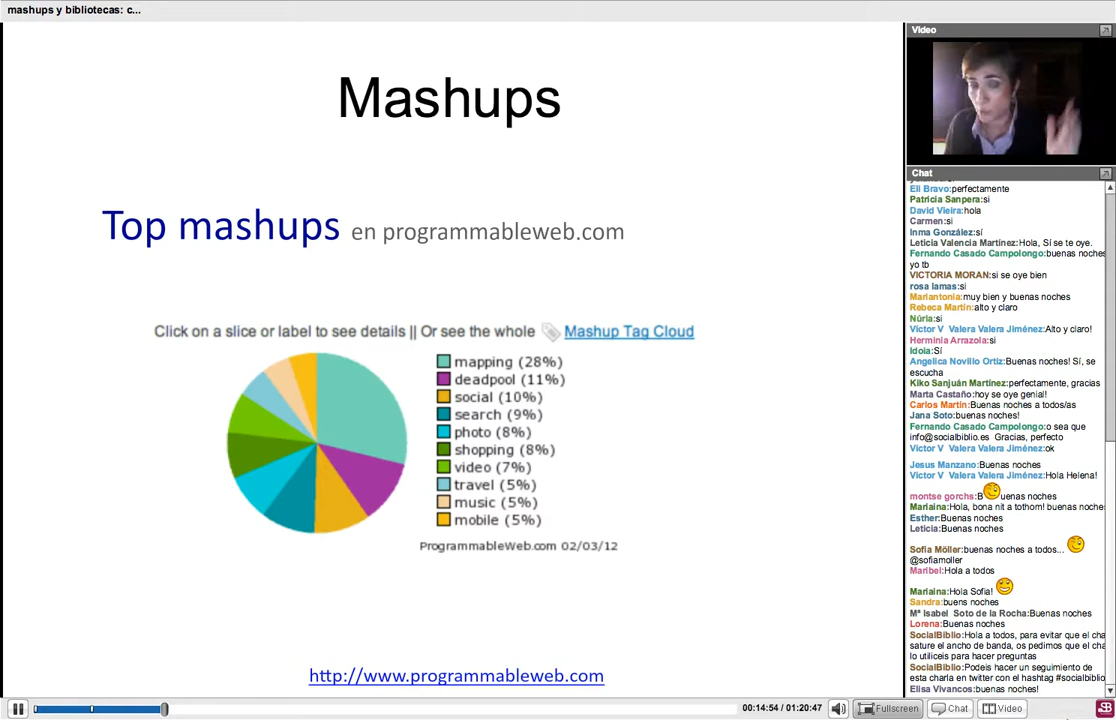 mashups y bibliotecas: c...
Mashups
Top mashups en programmableweb.com
Click on a slice or label to see details || Or see the whole Mashup Tag Cloud
mapping (28%)
deadpool (11%)
social (10%)
search (9%)
photo (8%)
shopping (8%)
video (7%)
travel (5%)
music (5%)
mobile (5%)
ProgrammableWeb.com 02/03/12
http://www.programmableweb.com
Video
Chat
Eli Bravo:perfectamente
Patricia Sanpera:si
David Vieira:hola
Carmen:si
Inma González:sí
Leticia Valencia Martínez:Hola, Sí se te oye.
Fernando Casado Campolongo:buenas noches
yo tb
VICTORIA MORAN:si se oye bien
rosa lamas:si
Mariantonia:muy bien y buenas noches
Rebeca Martín:alto y claro
Núria:si
Victor V Valera Valera Jiménez:Alto y claro!
Herminia Arrazola:si
Idoia:Sí
Angelica Novillo Ortiz:Buenas noches! Sí, se
escucha
Kiko Sanjuán Martínez:perfectamente, gracias
Marta Castaño:hoy se oye genial!
Carlos Martín:Buenas noches a todos/as
Jana Soto:buenas noches!
Fernando Casado Campolongo:o sea que
info@socialbiblio.es Gracias, perfecto
Victor V Valera Valera Jiménez:ok
Jesus Manzano:Buenas noches
Victor V Valera Valera Jiménez:Hola Helena!
montse gorchs:B uenas noches
Mariaina:Hola, bona nit a tothom! buenas noche
Esther:Buenas noches
Leticia:Buenas noches
Sofia Möller:buenas noches a todos...
@sofiamoller
Maribel:Hola a todos
Mariaina:Hola Sofia!
Sandra:buens noches
Mª Isabel Soto de la Rocha:Buenas noches
Lorena:Buenas noches
SocialBiblio:Hola a todos, para evitar que el cha
sature el ancho de banda, os pedimos que el cha
lo utiliceis para hacer preguntas
SocialBiblio:Podeis hacer un seguimiento de
esta charla en twitter con el hashtag #socialbiblio
Elisa Vivancos:buenas noches!
00:14:54 / 01:20:47
Fullscreen
Chat
Video
SB